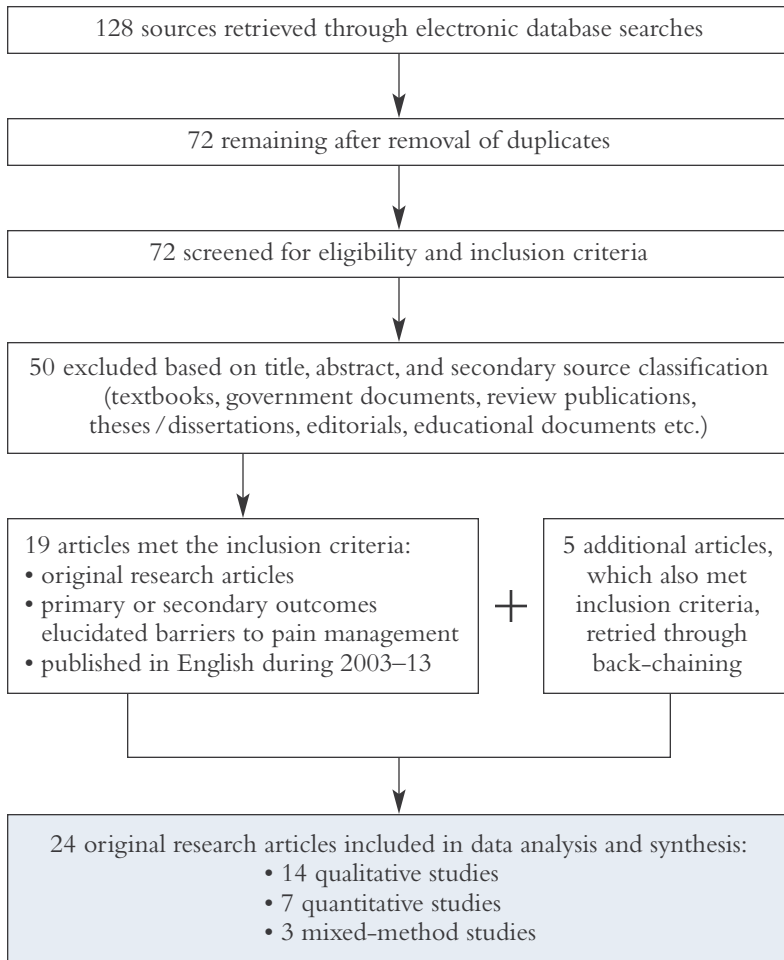 128 sources retrieved through electronic database searches
72 remaining after removal of duplicates
72 screened for eligibility and inclusion criteria
50 excluded based on title, abstract, and secondary source classification
(textbooks, government documents, review publications,
theses/dissertations, editorials, educational documents etc.)
19 articles met the inclusion criteria:
• original research articles
• primary or secondary outcomes
elucidated barriers to pain management
• published in English during 2003–13
+
5 additional articles,
which also met
inclusion criteria,
retried through
back-chaining
24 original research articles included in data analysis and synthesis:
• 14 qualitative studies
• 7 quantitative studies
• 3 mixed-method studies